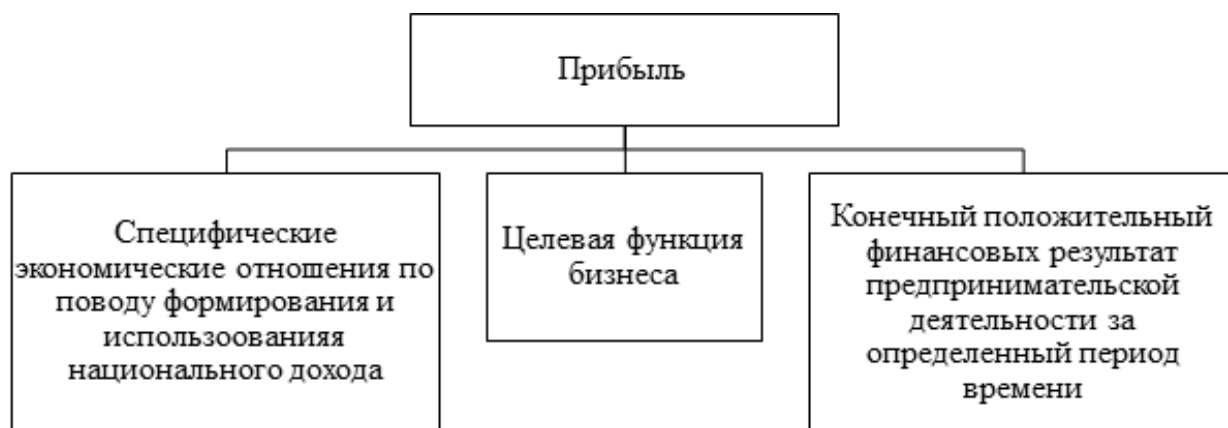 Прибыль
Специфические
экономические отношения по
поводу формирования и
использоованияя
национального дохода
Целевая функция
бизнеса
Конечный положительный
финансовых результат
предпринимательской
деятельности за
определенный период
времени